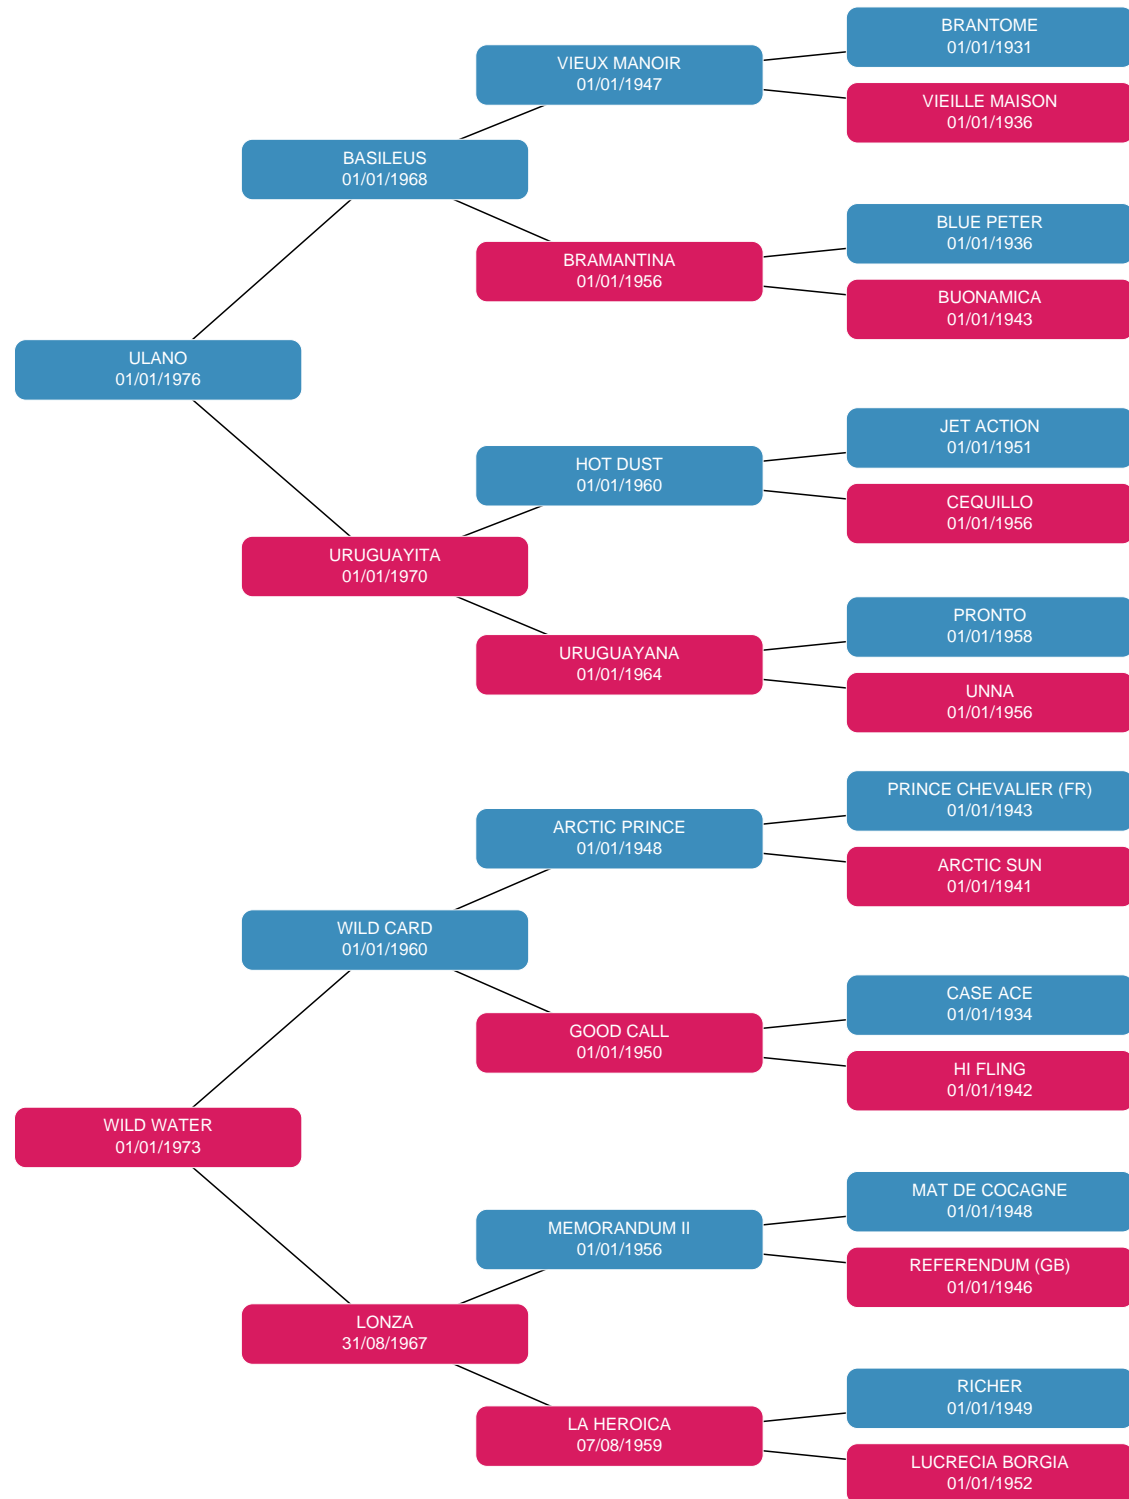 BRANTOME
01/01/1931
VIEUX MANOIR
01/01/1947
VIEILLE MAISON
01/01/1936
BASILEUS
01/01/1968
BLUE PETER
01/01/1936
BRAMANTINA
01/01/1956
BUONAMICA
01/01/1943
ULANO
01/01/1976
JET ACTION
01/01/1951
HOT DUST
01/01/1960
CEQUILLO
01/01/1956
URUGUAYITA
01/01/1970
PRONTO
01/01/1958
URUGUAYANA
01/01/1964
UNNA
01/01/1956
PRINCE CHEVALIER (FR)
01/01/1943
ARCTIC PRINCE
01/01/1948
ARCTIC SUN
01/01/1941
WILD CARD
01/01/1960
CASE ACE
01/01/1934
GOOD CALL
01/01/1950
HI FLING
01/01/1942
WILD WATER
01/01/1973
MAT DE COCAGNE
01/01/1948
MEMORANDUM II
01/01/1956
REFERENDUM (GB)
01/01/1946
LONZA
31/08/1967
RICHER
01/01/1949
LA HEROICA
07/08/1959
LUCRECIA BORGIA
01/01/1952